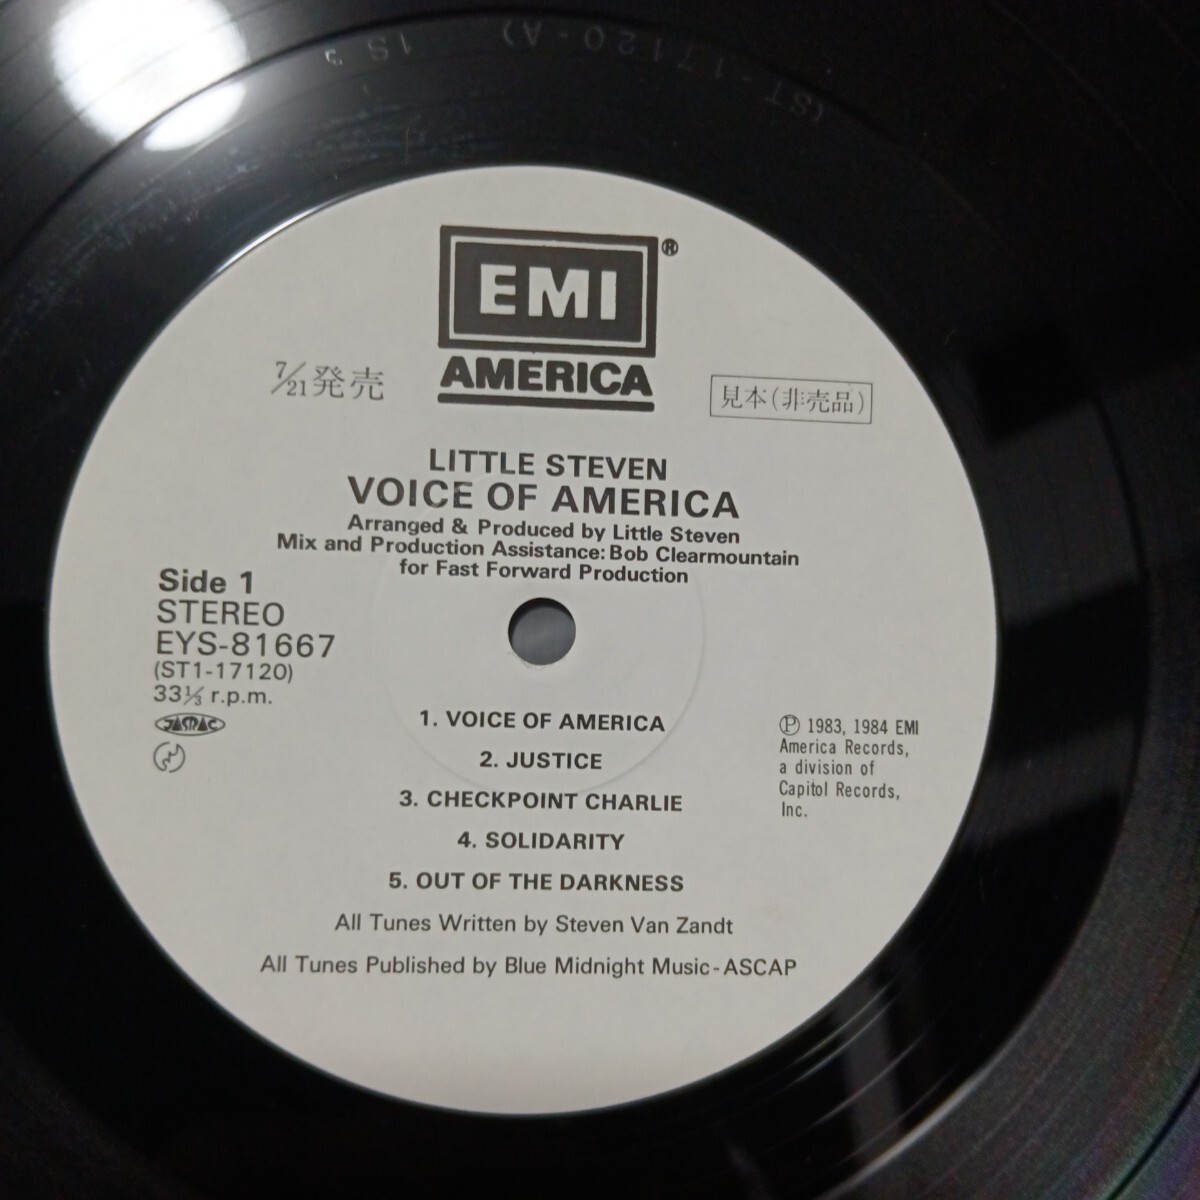 (ST-17120-A) 1S
EMI
®
AMERICA
7/21発売
見本(非売品)
LITTLE STEVEN
VOICE OF AMERICA
Arranged & Produced by Little Steven
Mix and Production Assistance: Bob Clearmountain
for Fast Forward Production
Side 1
STEREO
EYS-81667
(ST1-17120)
33⅓ r.p.m.
JASRAC
1. VOICE OF AMERICA
2. JUSTICE
3. CHECKPOINT CHARLIE
4. SOLIDARITY
5. OUT OF THE DARKNESS
Ⓟ 1983, 1984 EMI
America Records,
a division of
Capitol Records,
Inc.
All Tunes Written by Steven Van Zandt
All Tunes Published by Blue Midnight Music-ASCAP